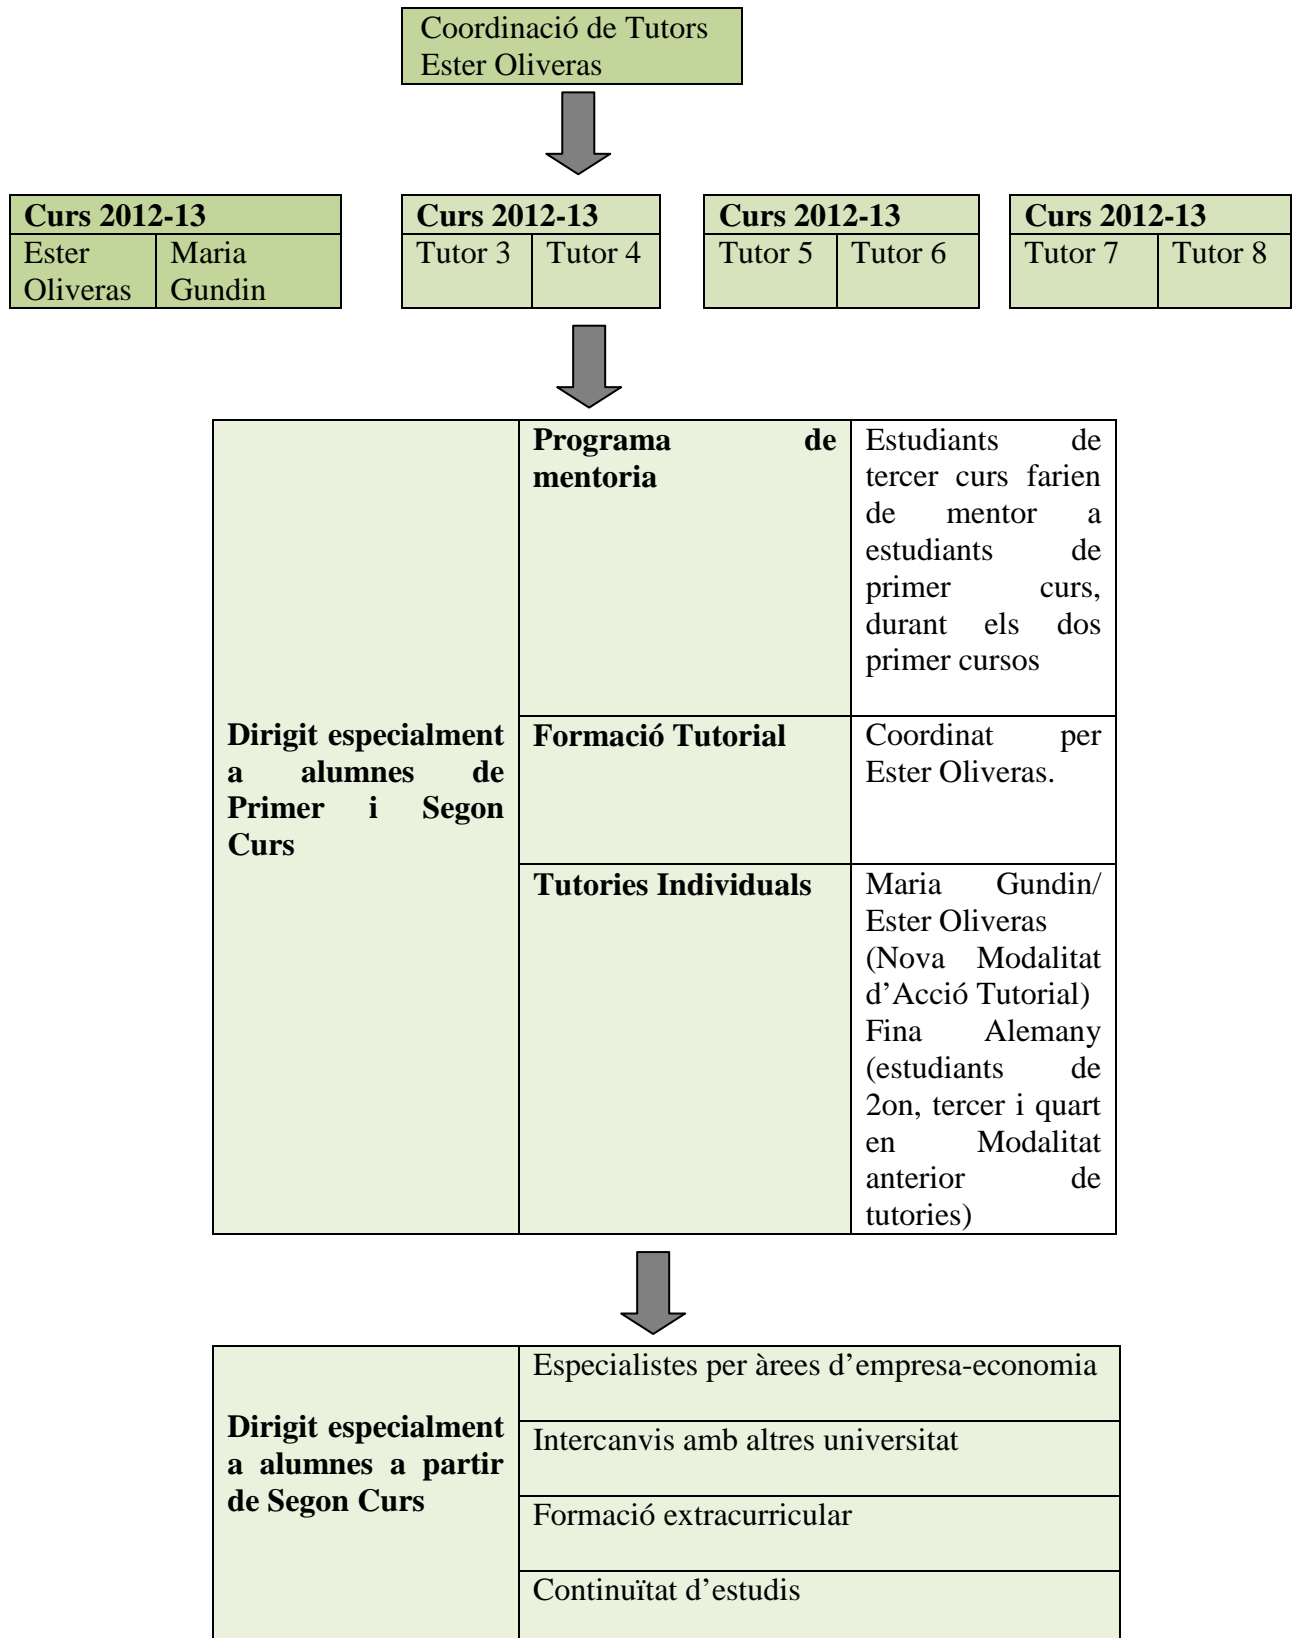 Coordinació de Tutors
Ester Oliveras
Curs 2012-13
Ester
Oliveras
Maria
Gundin
Curs 2012-13
Tutor 3
Tutor 4
Curs 2012-13
Tutor 5
Tutor 6
Curs 2012-13
Tutor 7
Tutor 8
Dirigit especialment
a alumnes de
Primer i Segon
Curs
Programa de
mentoria
Estudiants de
tercer curs farien
de mentor a
estudiants de
primer curs,
durant els dos
primer cursos
Formació Tutorial
Coordinat per
Ester Oliveras.
Tutories Individuals
Maria Gundin/
Ester Oliveras
(Nova Modalitat
d’Acció Tutorial)
Fina Alemany
(estudiants de
2on, tercer i quart
en Modalitat
anterior de
tutories)
Dirigit especialment
a alumnes a partir
de Segon Curs
Especialistes per àrees d’empresa-economia
Intercanvis amb altres universitat
Formació extracurricular
Continuïtat d’estudis